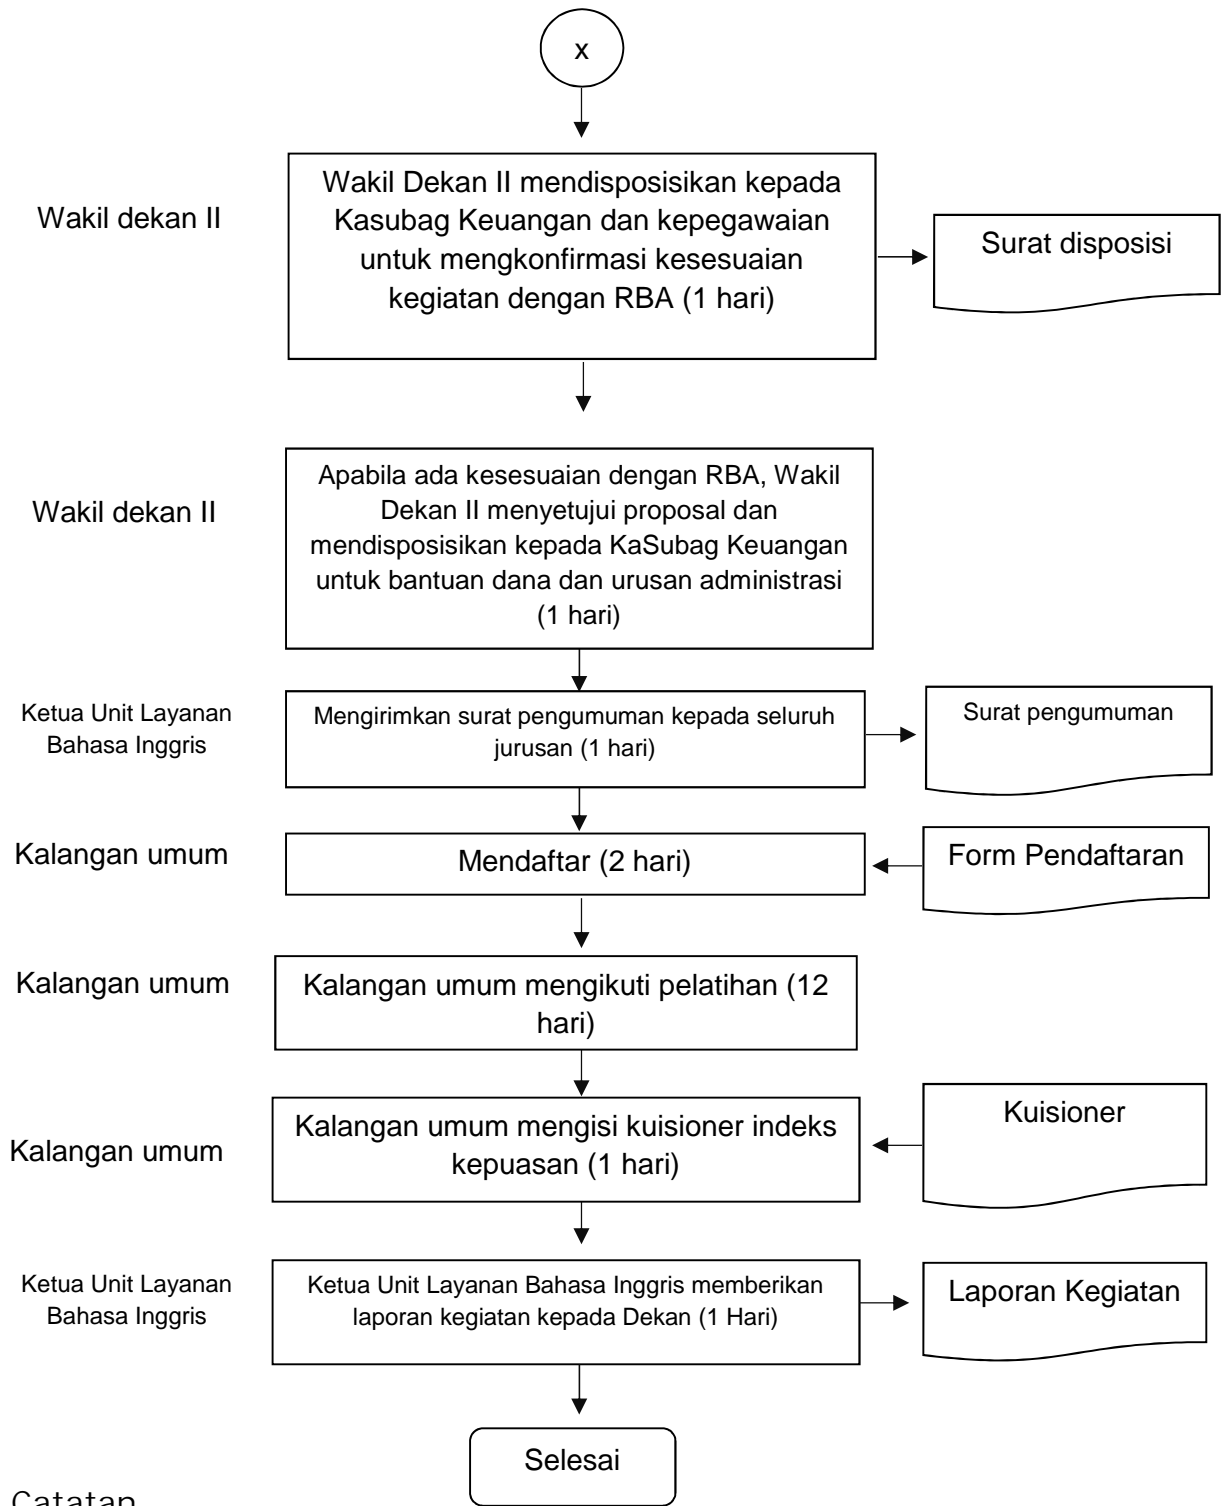 x
Wakil dekan II
Wakil Dekan II mendisposisikan kepada
Kasubag Keuangan dan kepegawaian
untuk mengkonfirmasi kesesuaian
kegiatan dengan RBA (1 hari)
Surat disposisi
Wakil dekan II
Apabila ada kesesuaian dengan RBA, Wakil
Dekan II menyetujui proposal dan
mendisposisikan kepada KaSubag Keuangan
untuk bantuan dana dan urusan administrasi
(1 hari)
Ketua Unit Layanan
Bahasa Inggris
Mengirimkan surat pengumuman kepada seluruh
jurusan (1 hari)
Surat pengumuman
Kalangan umum
Mendaftar (2 hari)
Form Pendaftaran
Kalangan umum
Kalangan umum mengikuti pelatihan (12
hari)
Kalangan umum
Kalangan umum mengisi kuisioner indeks
kepuasan (1 hari)
Kuisioner
Ketua Unit Layanan
Bahasa Inggris
Ketua Unit Layanan Bahasa Inggris memberikan
laporan kegiatan kepada Dekan (1 Hari)
Laporan Kegiatan
Selesai
Catatan